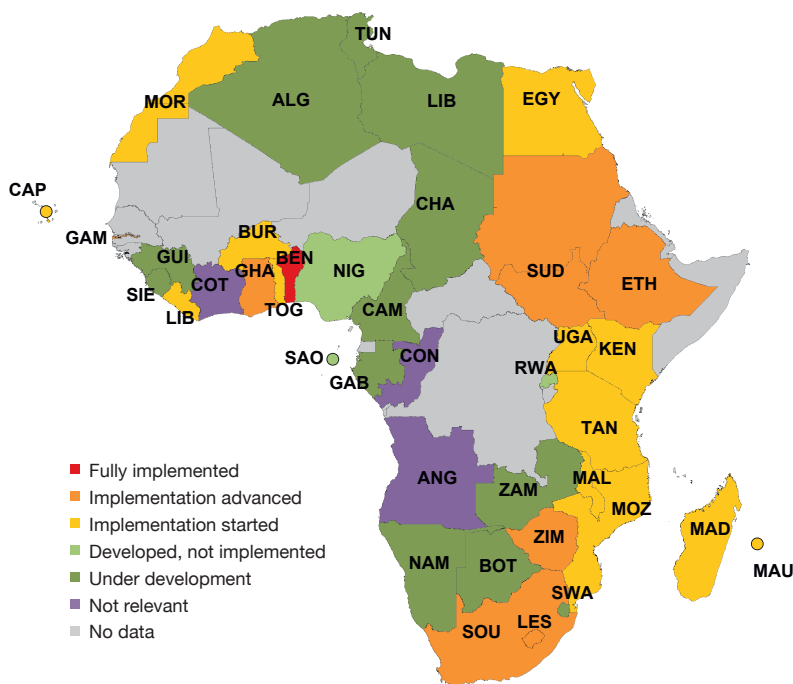 TUN
MOR
ALG
LIB
EGY
CAP
CHA
GAM
BUR
GUI
BEN
NIG
GHA
SUD
ETH
COT
SIE
TOG
LIB
CAM
UGA
KEN
SAO
CON
RWA
GAB
TAN
Fully implemented
ANG
MAL
Implementation advanced
ZAM
MOZ
Implementation started
MAD
ZIM
Developed, not implemented
NAM
BOT
MAU
Under development
SWA
Not relevant
LES
SOU
No data